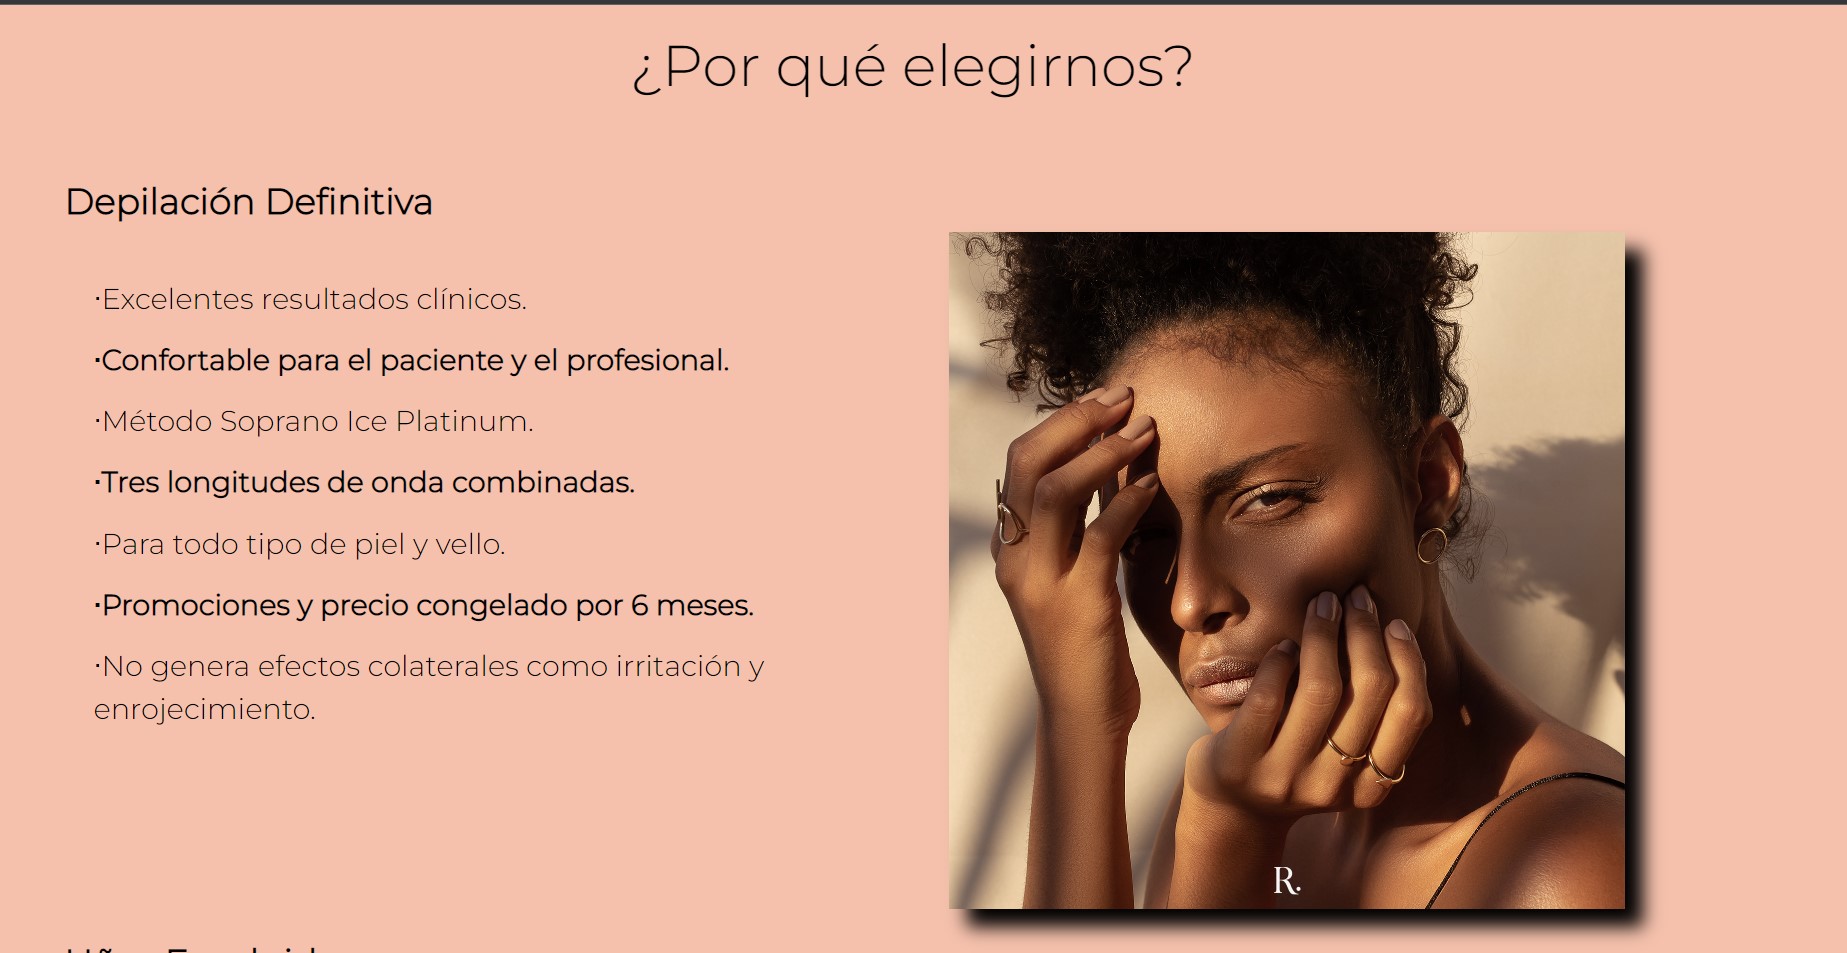 ¿Por qué elegirnos?
Depilación Definitiva
·Excelentes resultados clínicos.
·Confortable para el paciente y el profesional.
·Método Soprano Ice Platinum.
·Tres longitudes de onda combinadas.
·Para todo tipo de piel y vello.
·Promociones y precio congelado por 6 meses.
·No genera efectos colaterales como irritación y
enrojecimiento.
R.